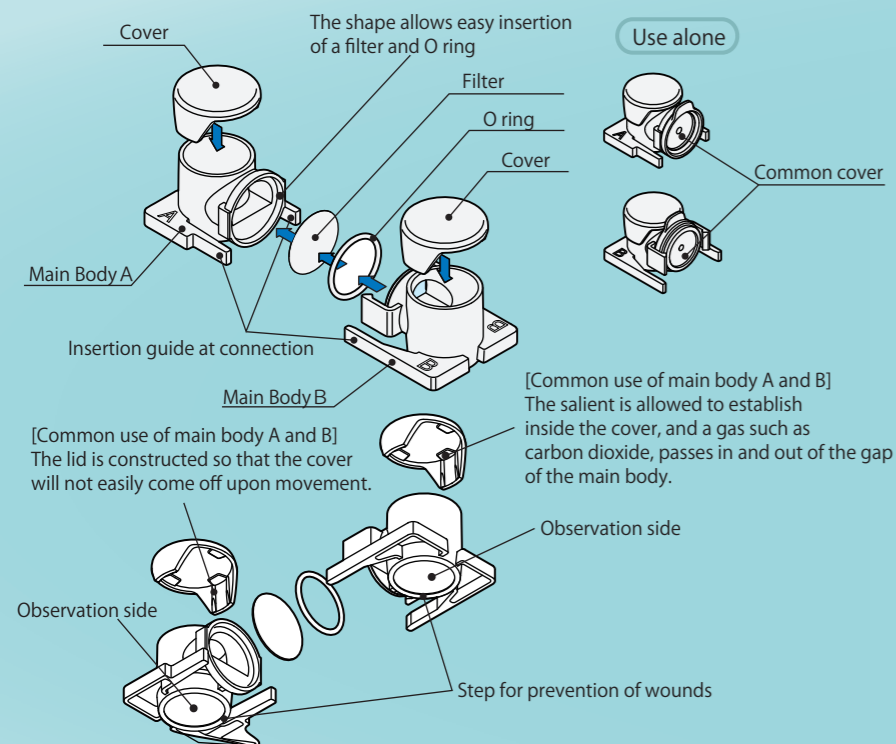 Cover
The shape allows easy insertion
of a filter and O ring
Use alone
Filter
O ring
Cover
Common cover
A
A
B
B
B
Main Body A
Insertion guide at connection
Main Body B
[Common use of main body A and B]
The salient is allowed to establish
inside the cover, and a gas such as
carbon dioxide, passes in and out of the gap
of the main body.
[Common use of main body A and B]
The lid is constructed so that the cover
will not easily come off upon movement.
Observation side
Observation side
Step for prevention of wounds